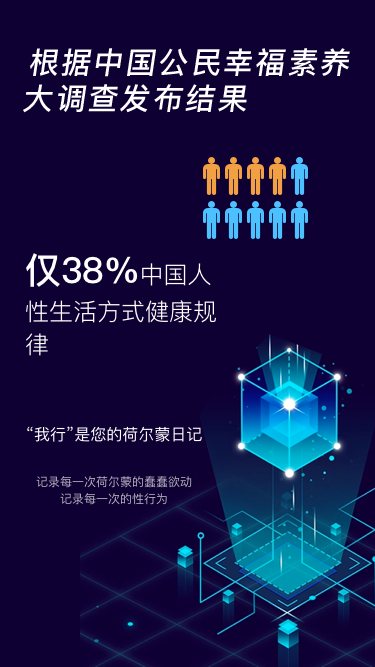 根据中国公民幸福素养
大调查发布结果
仅38%中国人
性生活方式健康规
律
“我行”是您的荷尔蒙日记
记录每一次荷尔蒙的蠢蠢欲动
记录每一次的性行为